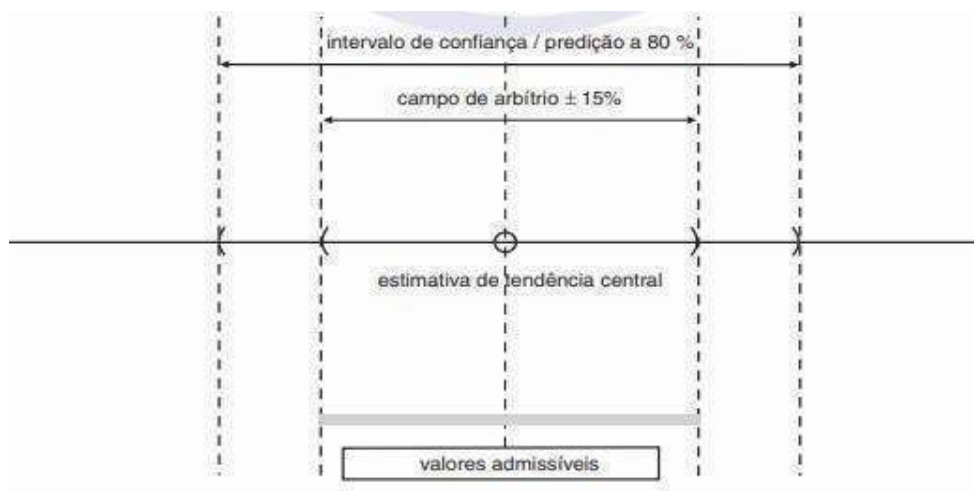 intervalo de confiança / predição a 80 %
campo de arbítrio ± 15%
estimativa de tendência central
valores admissíveis